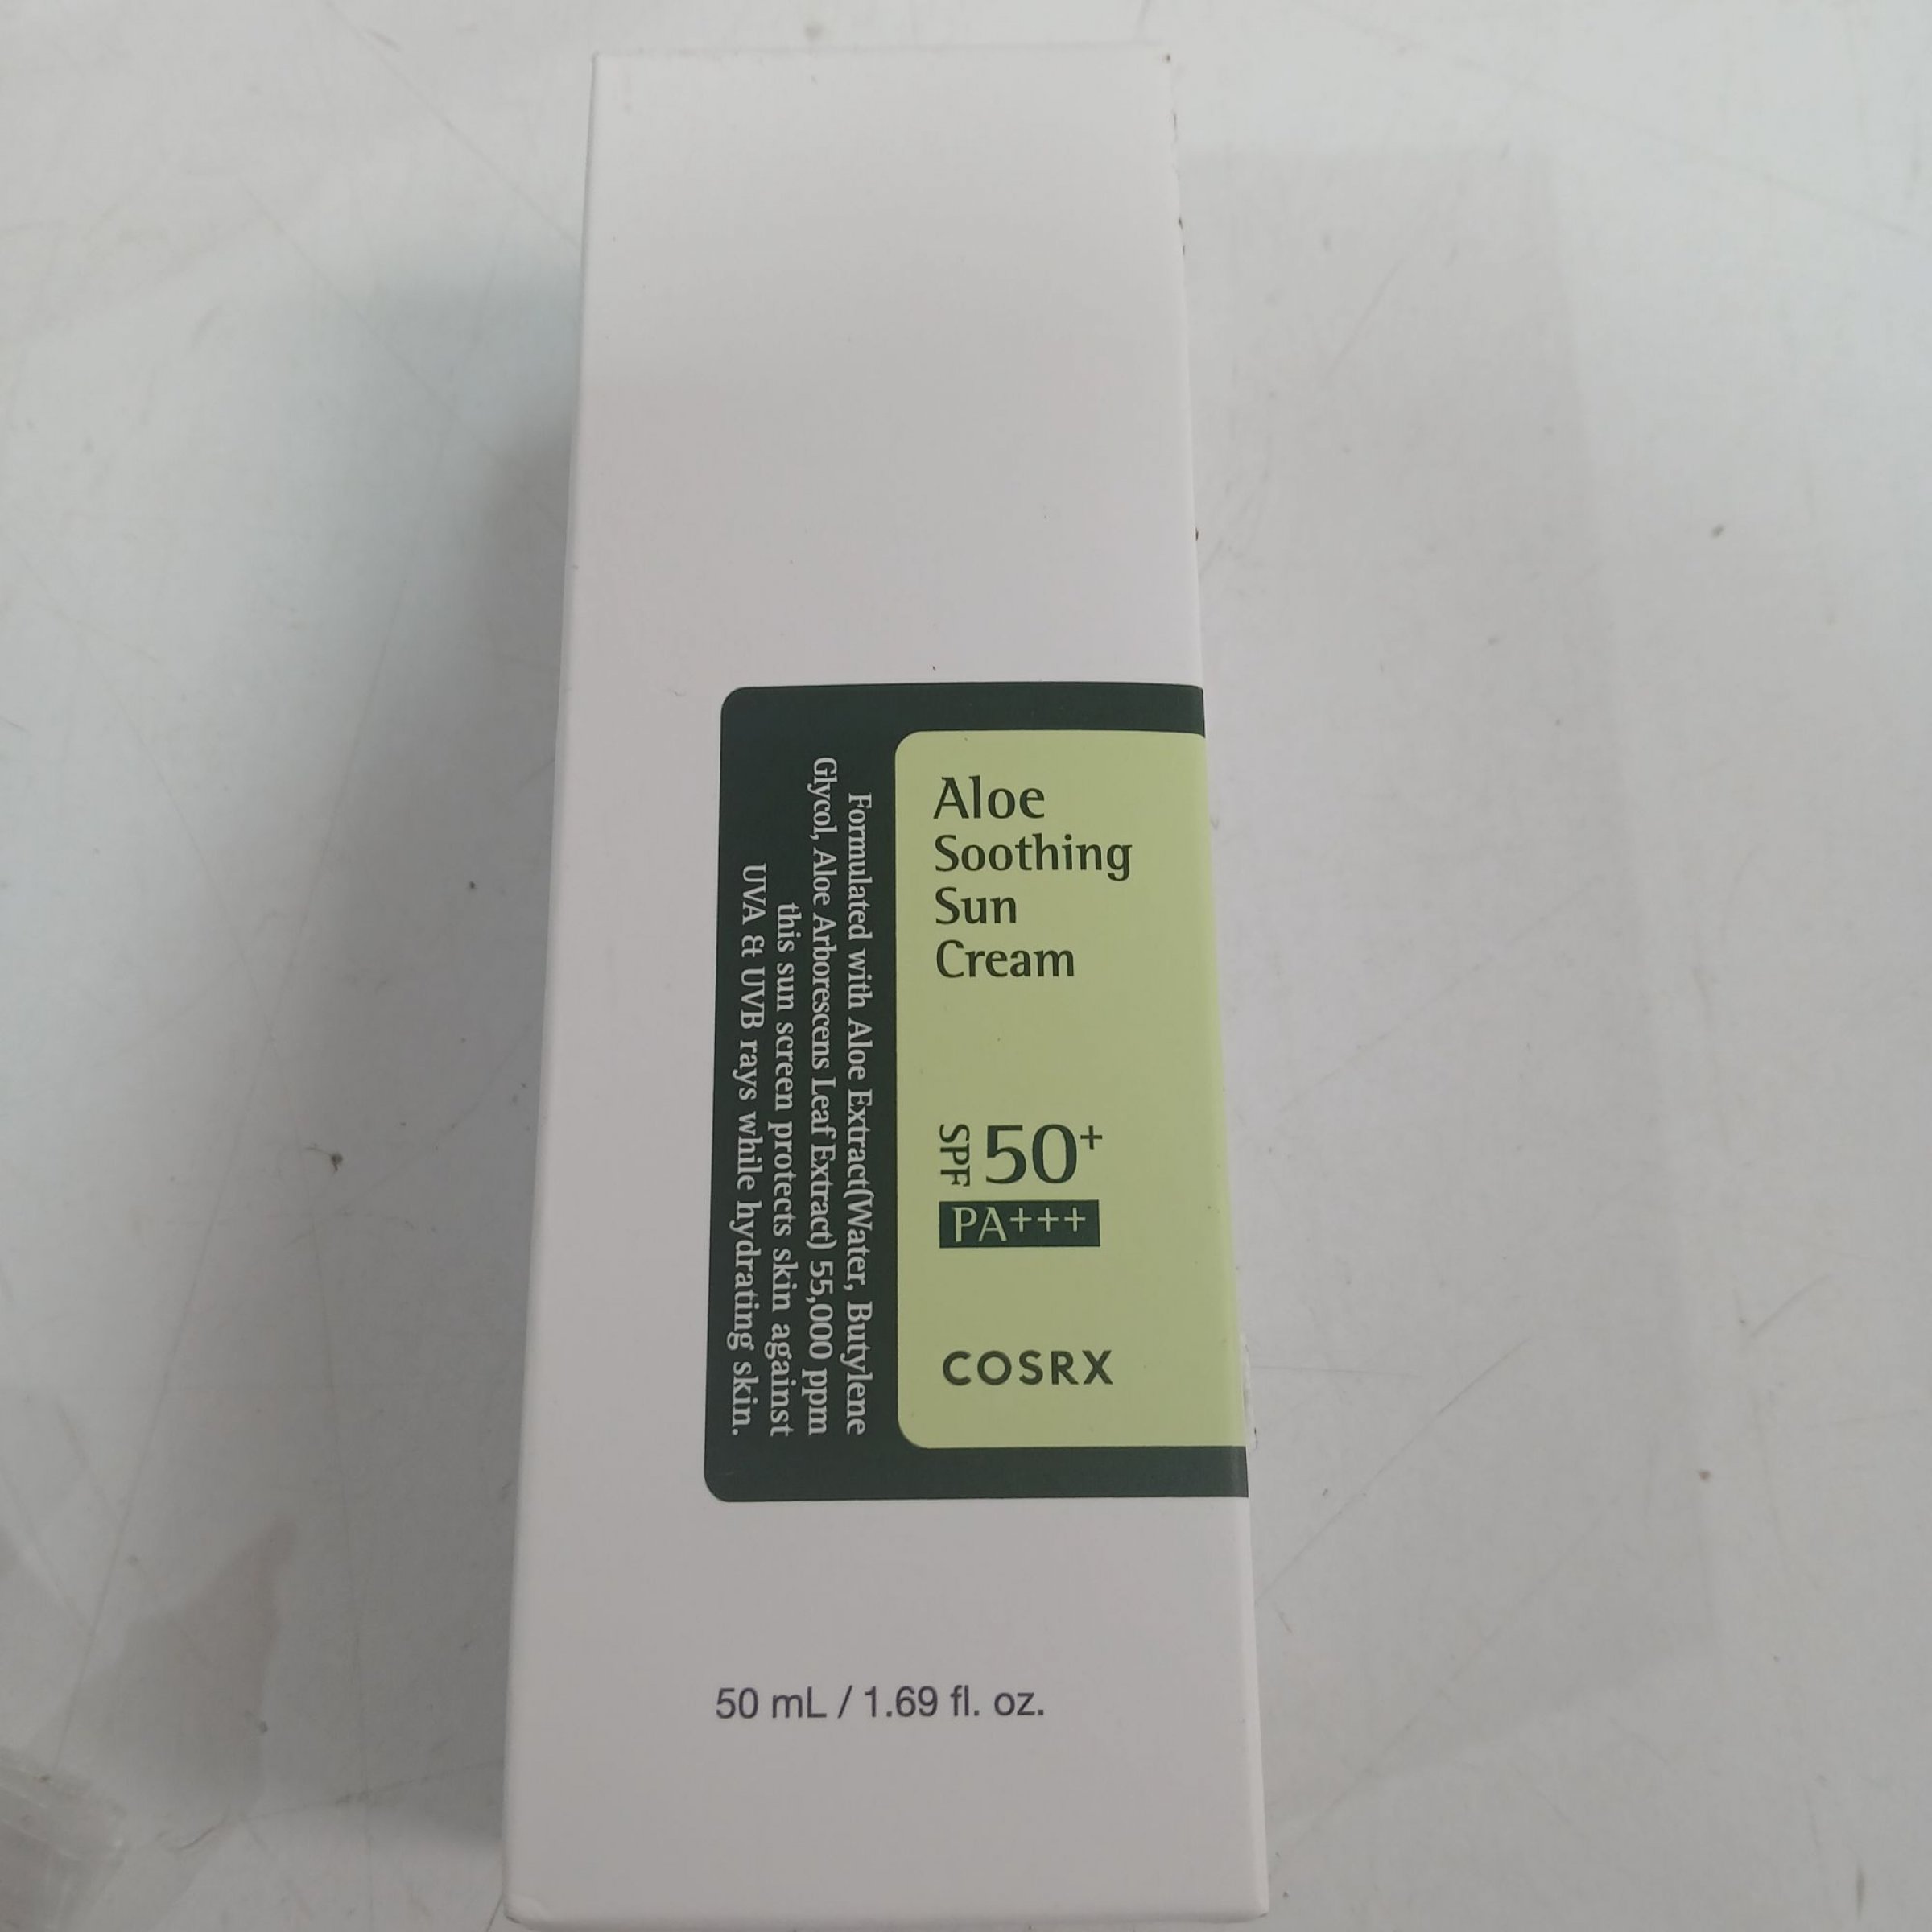 Aloe
Soothing
Sun
Cream
SPF 50+
PA+++
COSRX
Formulated with Aloe Extract(Water, Butylene
Glycol, Aloe Arborescens Leaf Extract) 55,000 ppm
this sun screen protects skin against
UVA & UVB rays while hydrating skin.
50 mL / 1.69 fl. oz.